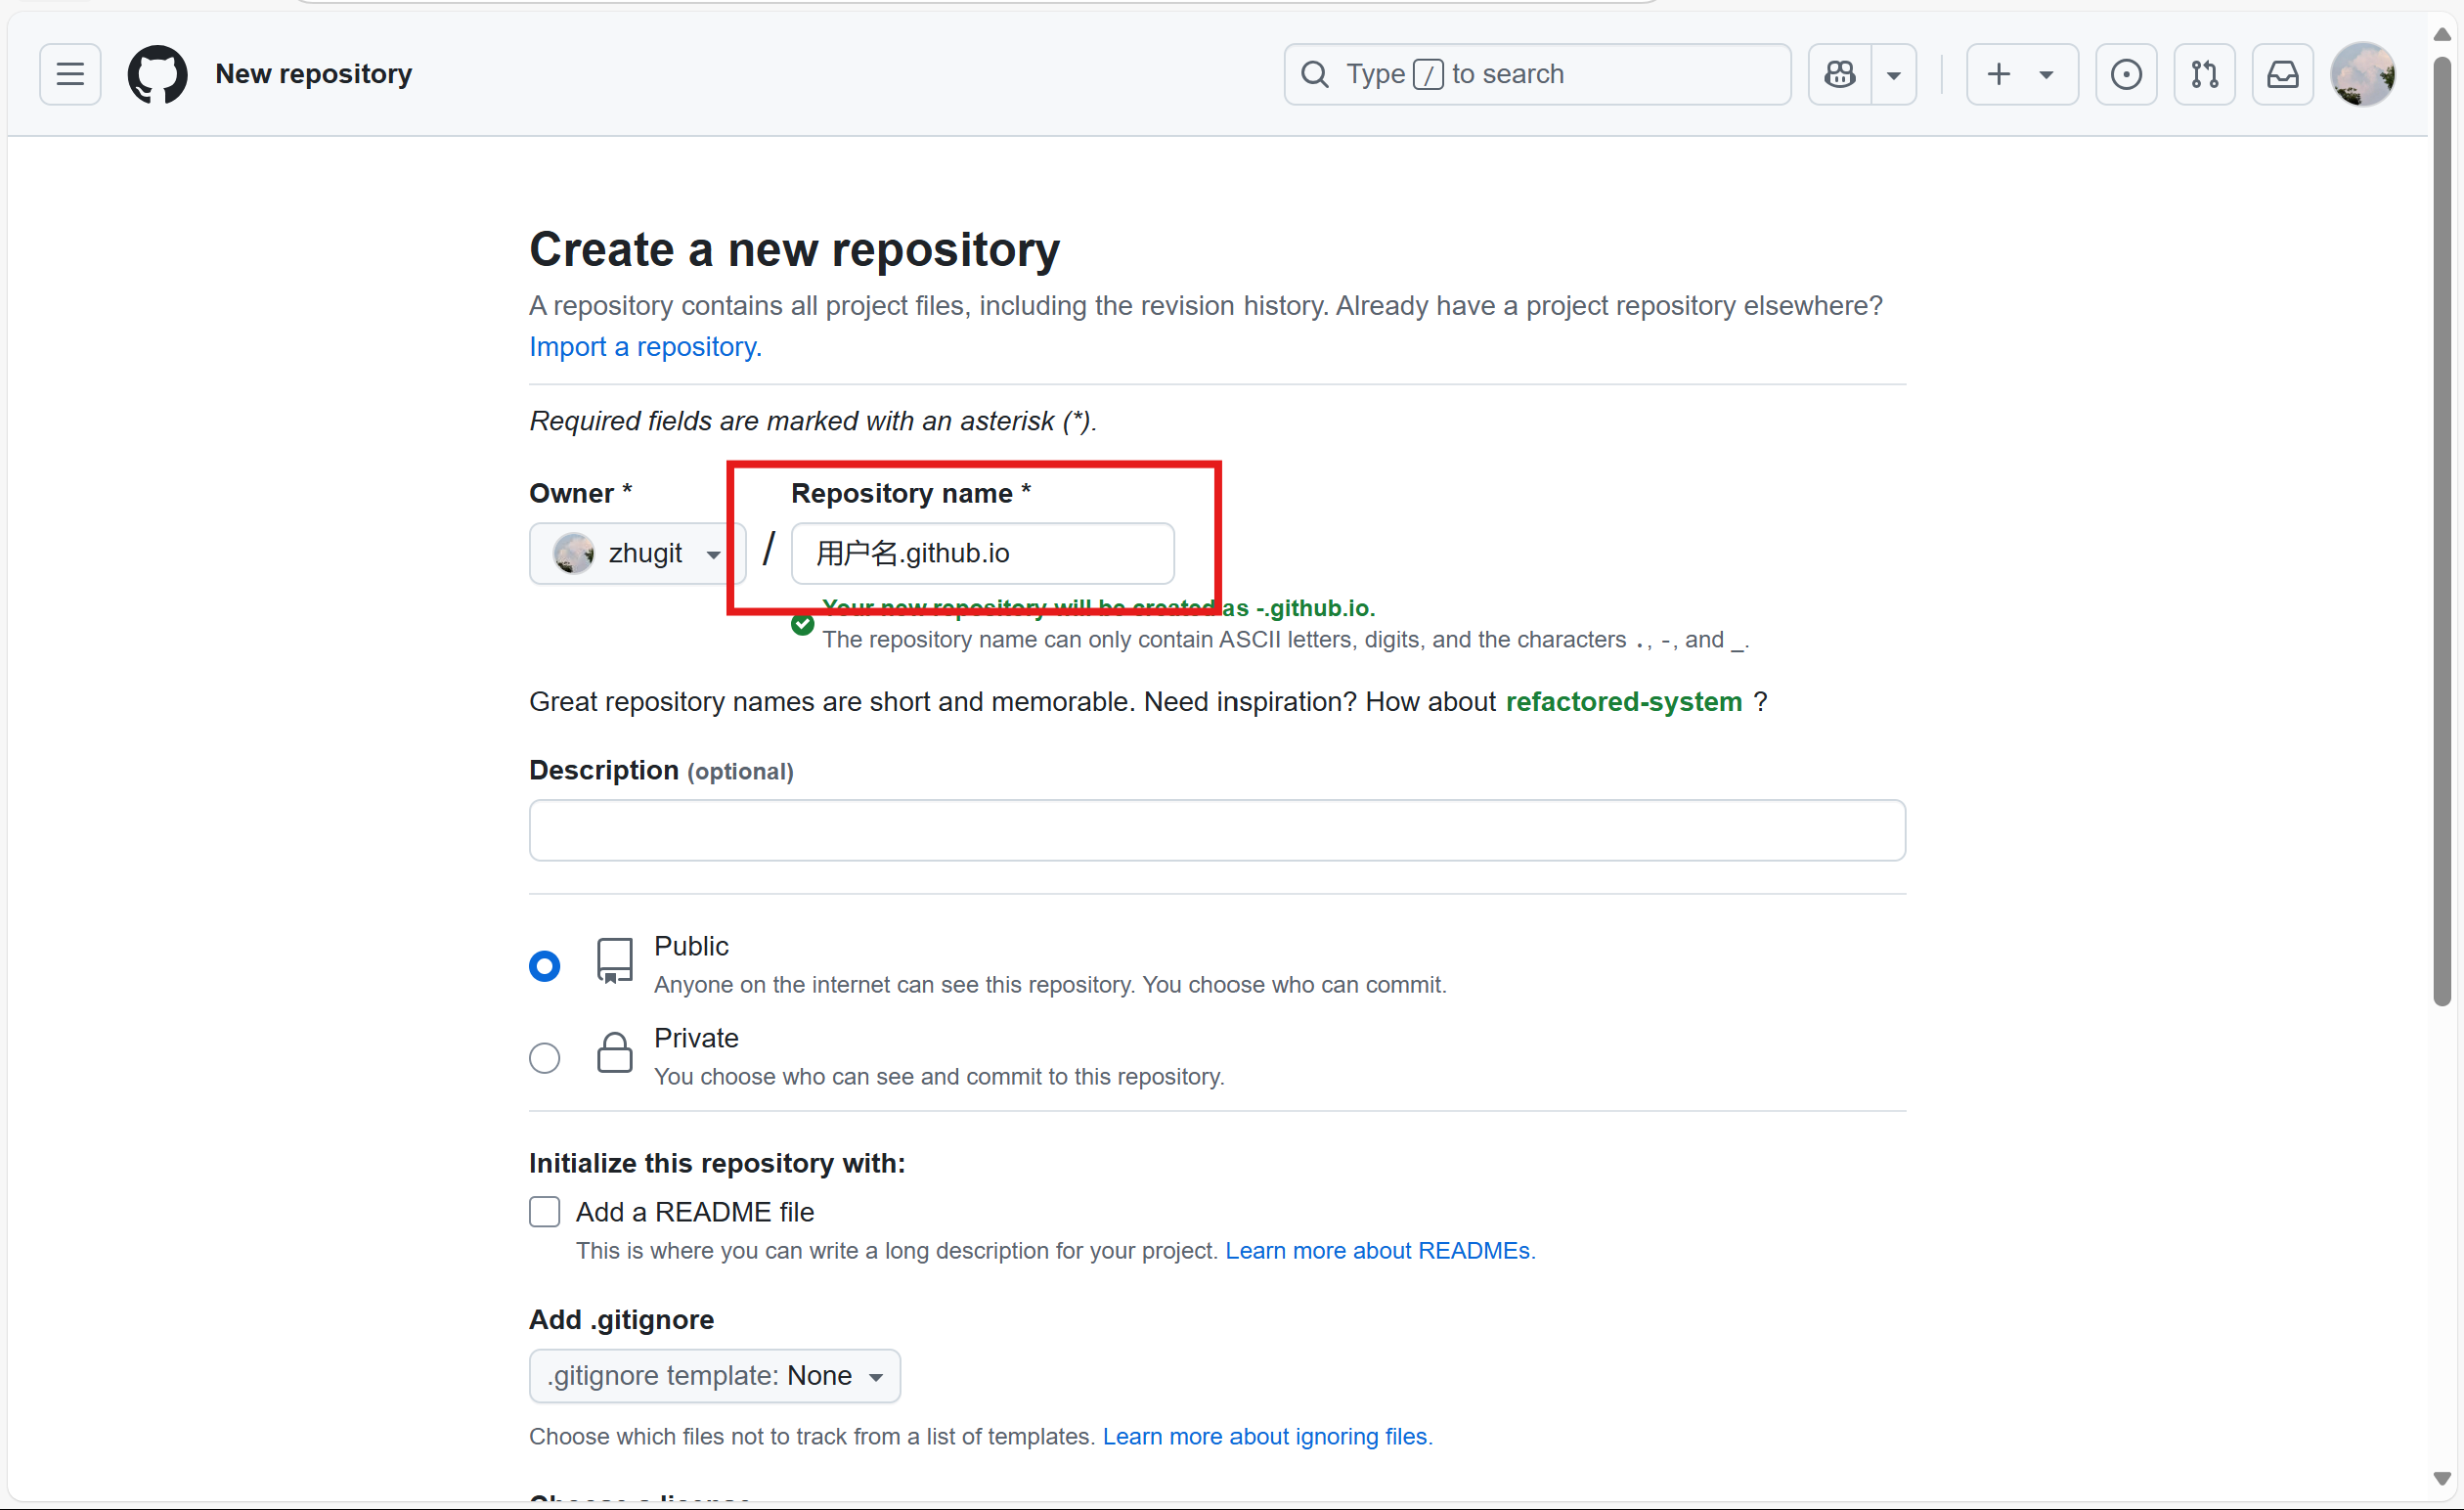 New repository
Type / to search
Create a new repository
A repository contains all project files, including the revision history. Already have a project repository elsewhere?
Import a repository.
Required fields are marked with an asterisk (*).
Owner *
Repository name *
zhugit
/
用户名.github.io
Your new repository will be created as -.github.io.
The repository name can only contain ASCII letters, digits, and the characters ., -, and _.
Great repository names are short and memorable. Need inspiration? How about refactored-system ?
Description (optional)
Public
Anyone on the internet can see this repository. You choose who can commit.
Private
You choose who can see and commit to this repository.
Initialize this repository with:
Add a README file
This is where you can write a long description for your project. Learn more about READMEs.
Add .gitignore
.gitignore template: None
Choose which files not to track from a list of templates. Learn more about ignoring files.